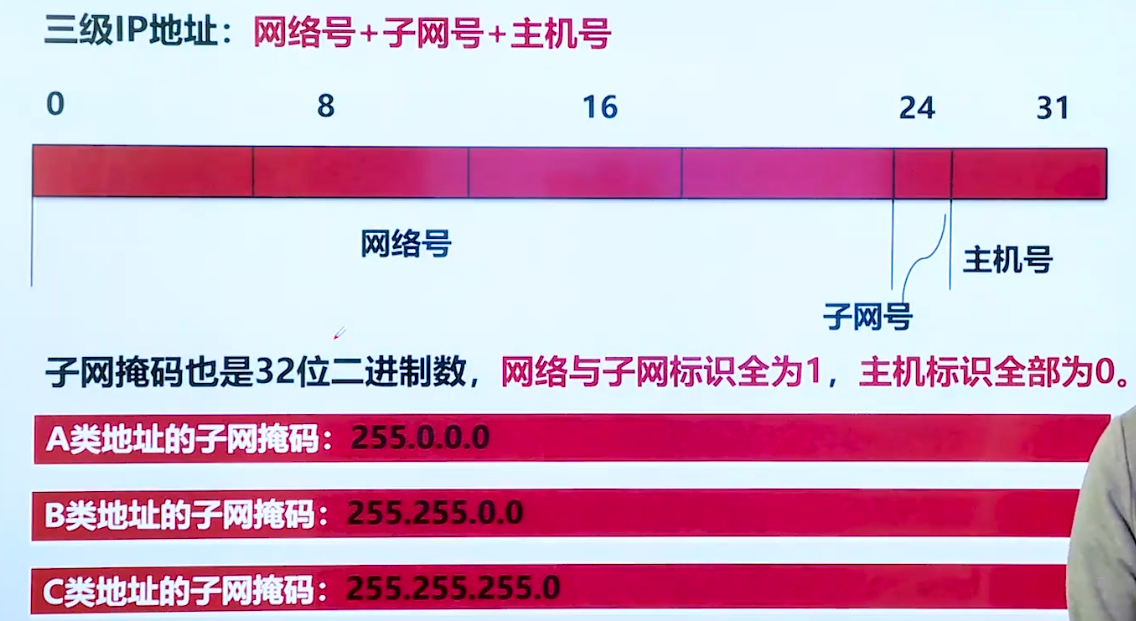 三级IP地址：网络号+子网号+主机号
0 8 16 24 31
网络号
主机号
子网号
子网掩码也是32位二进制数，网络与子网标识全为1，主机标识全部为0。
A类地址的子网掩码：255.0.0.0
B类地址的子网掩码：255.255.0.0
C类地址的子网掩码：255.255.255.0